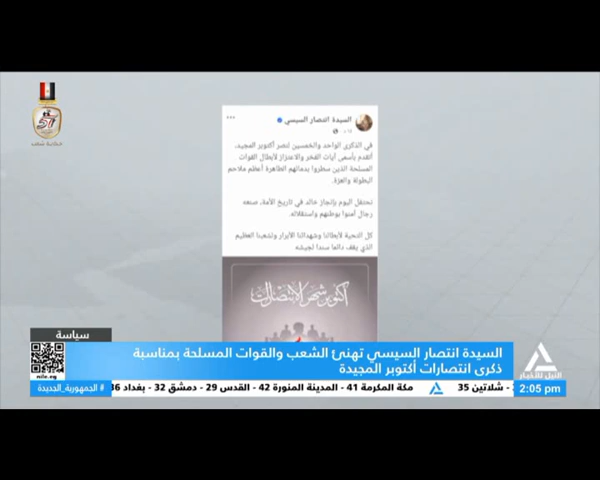 السيدة انتصار السيسي
في الذكرى الواحد والخمسين لنصر أكتوبر المجيد،
أتقدم بأسمى آيات الفخر والاعتزاز لأبطال القوات
المسلحة الذين سطروا بدمائهم الطاهرة أعظم ملاحم
البطولة والعزة.
نحتفل اليوم بإنجاز خالد في تاريخ الأمة، صنعه
رجال آمنوا بوطنهم واستقلاله.
كل التحية لأبطالنا وشهدائنا الأبرار ولشعبنا العظيم
الذي يقف دائما سندا لجيشه
أكتوبر شهر الانتصارات
سياسة
السيدة انتصار السيسي تهنئ الشعب والقوات المسلحة بمناسبة
ذكرى انتصارات أكتوبر المجيدة
النيل للأخبار
nile.eg
2:05 pm
- شلاتين 35
مكة المكرمة 41 - المدينة المنورة 42 - القدس 29 - دمشق 32 - بغداد 36
#الجمهورية_الجديدة